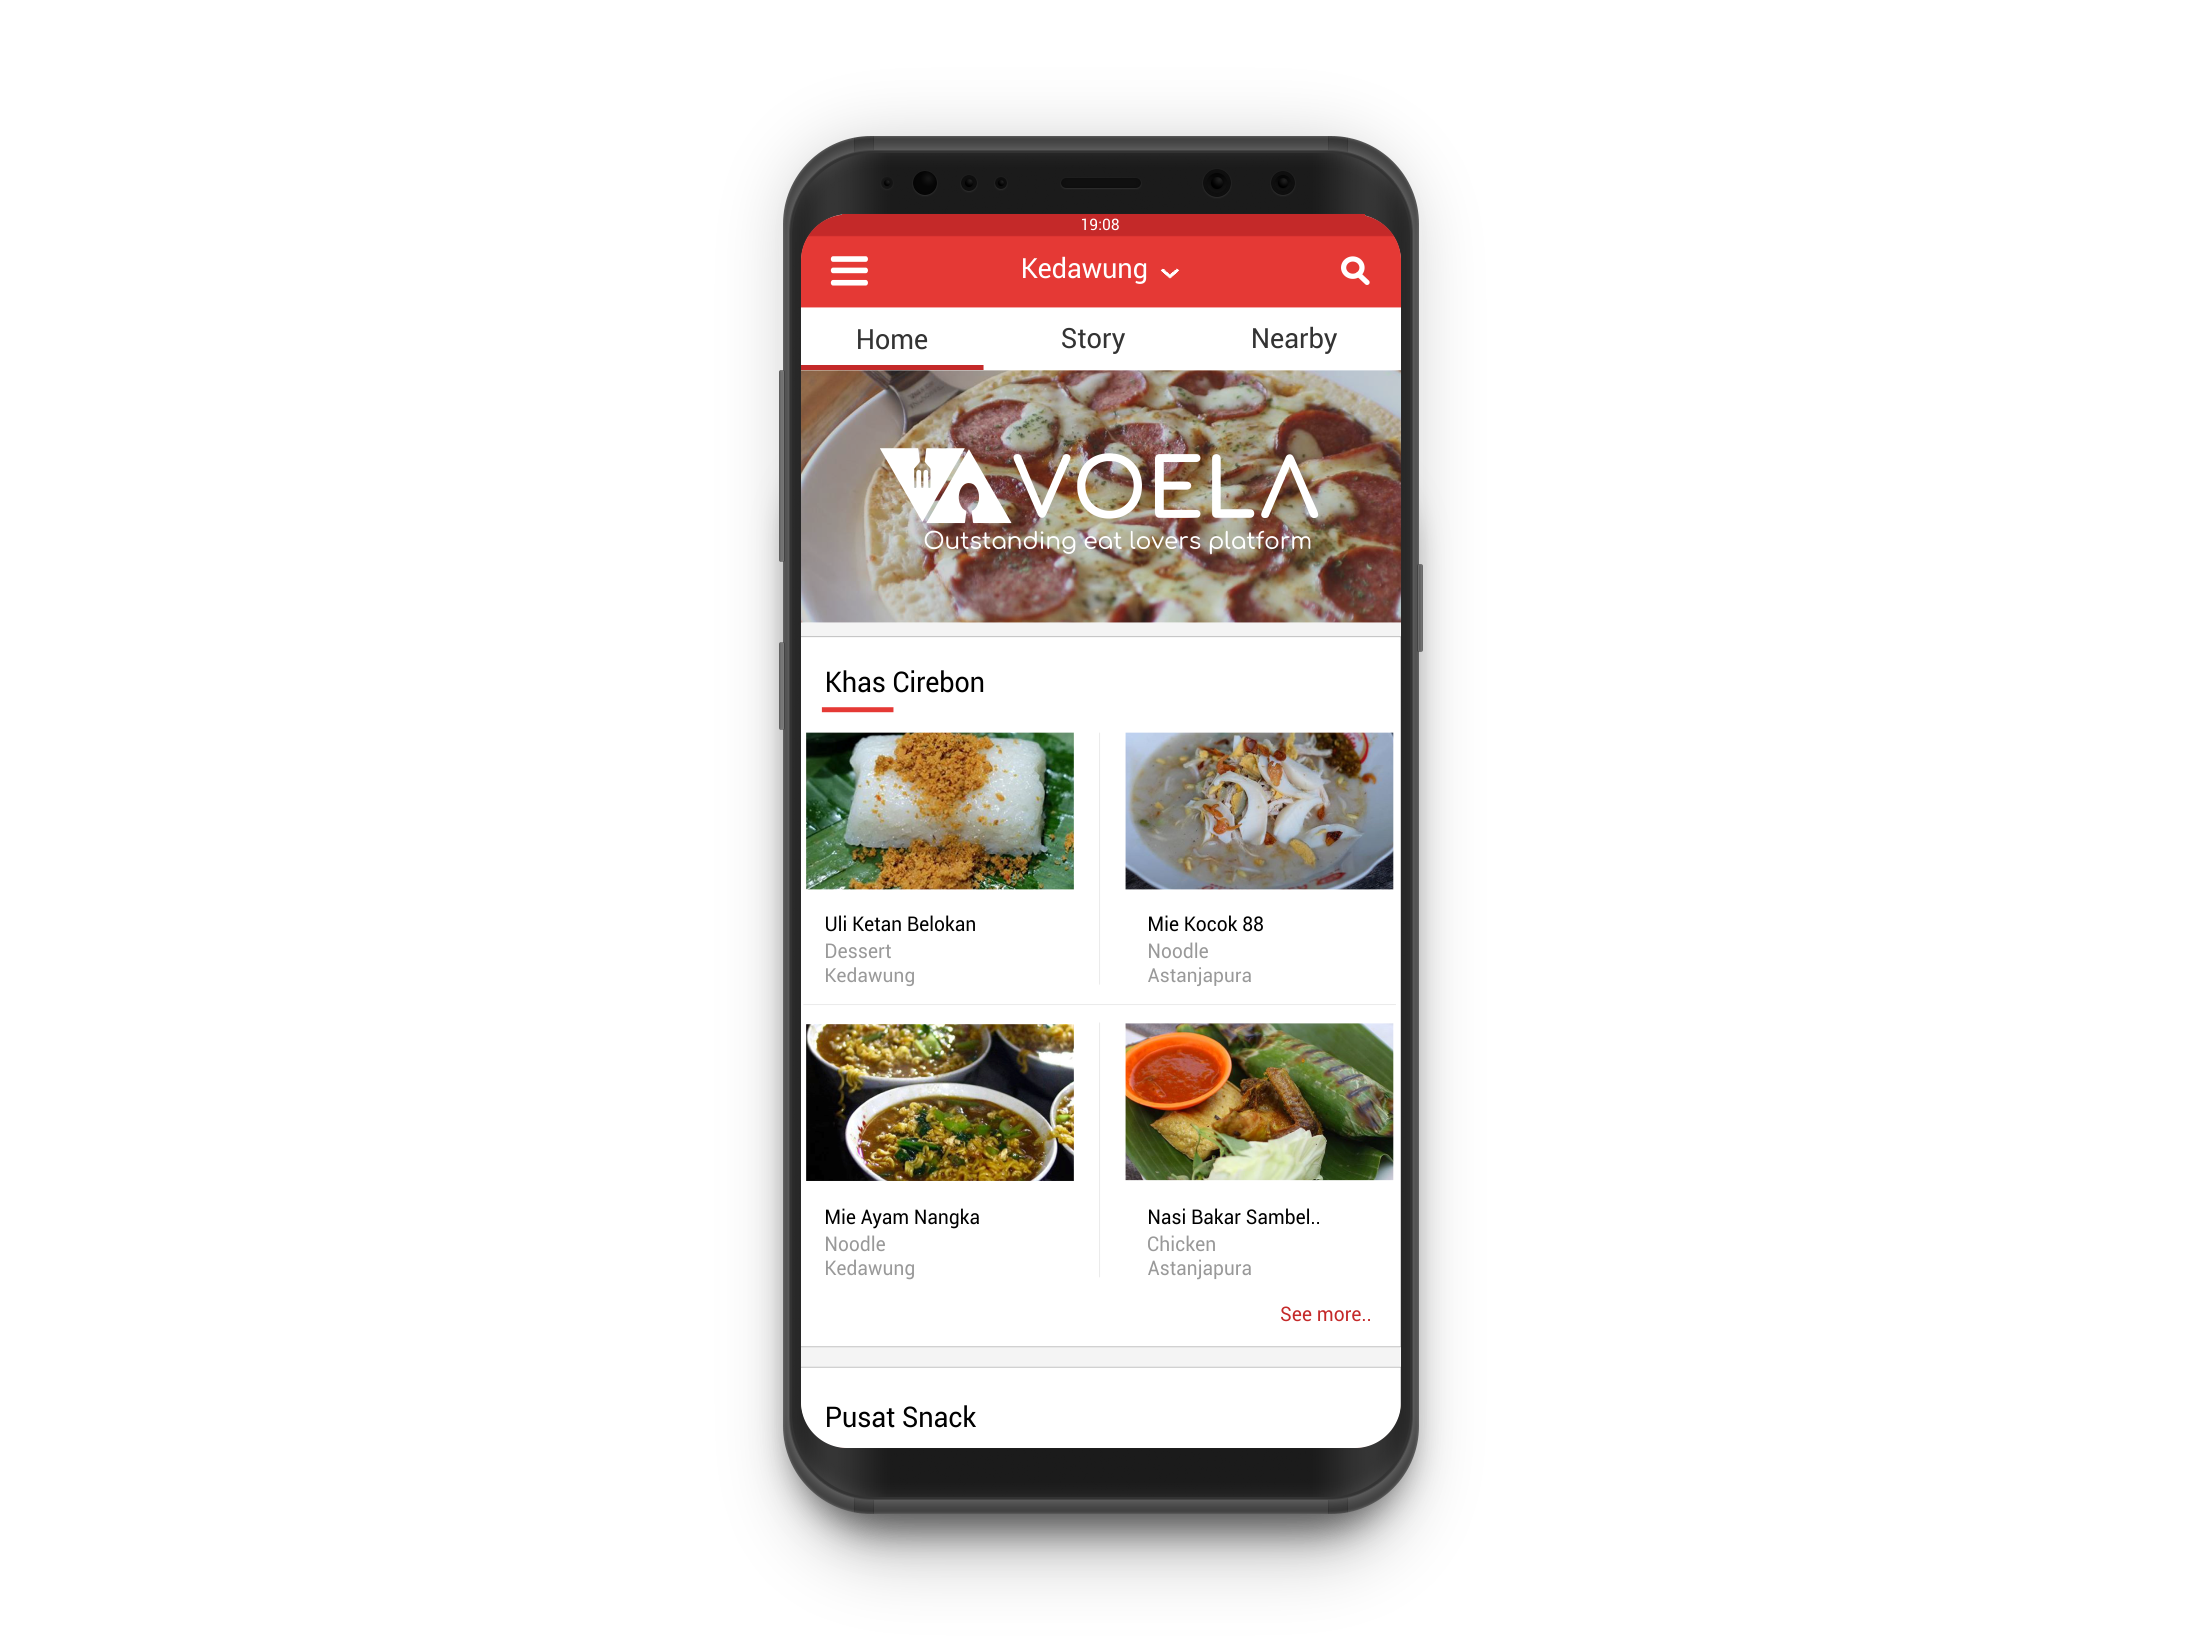 19:08
Kedawung
Home Story Nearby
VOELA
Outstanding eat lovers platform
Khas Cirebon
Uli Ketan Belokan
Dessert
Kedawung
Mie Kocok 88
Noodle
Astanjapura
Mie Ayam Nangka
Noodle
Kedawung
Nasi Bakar Sambel..
Chicken
Astanjapura
See more..
Pusat Snack